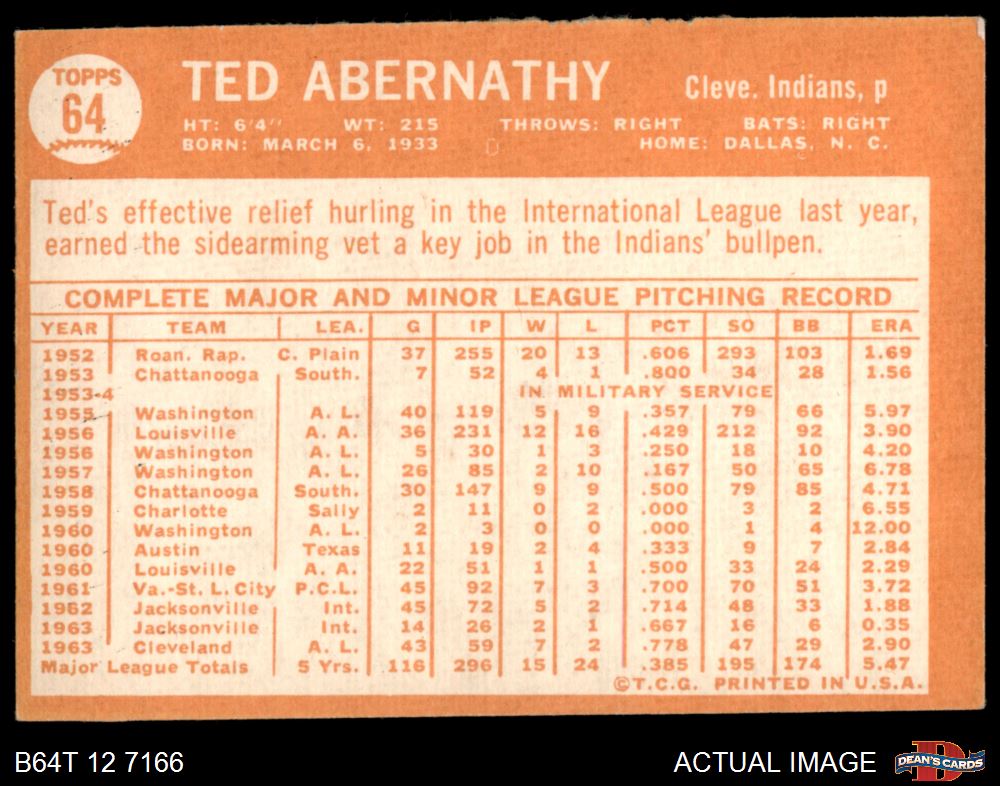 TOPPS
64
TED ABERNATHY Cleve. Indians, p
HT: 6'4" WT: 215 THROWS: RIGHT BATS: RIGHT
BORN: MARCH 6, 1933 HOME: DALLAS, N. C.
Ted's effective relief hurling in the International League last year,
earned the sidearming vet a key job in the Indians' bullpen.
COMPLETE MAJOR AND MINOR LEAGUE PITCHING RECORD
YEAR TEAM LEA. G IP W L PCT SO BB ERA
1952 Roan. Rap. C. Plain 37 255 20 13 .606 293 103 1.69
1953 Chattanooga South. 7 52 4 1 .800 34 28 1.56
1953-4 IN MILITARY SERVICE
1955 Washington A. L. 40 119 5 9 .357 79 66 5.97
1956 Louisville A. A. 36 231 12 16 .429 212 92 3.90
1956 Washington A. L. 5 30 1 3 .250 18 10 4.20
1957 Washington A. L. 26 85 2 10 .167 50 65 6.78
1958 Chattanooga South. 30 147 9 9 .500 79 85 4.71
1959 Charlotte Sally 2 11 0 2 .000 3 2 6.55
1960 Washington A. L. 2 3 0 0 .000 1 4 12.00
1960 Austin Texas 11 19 2 4 .333 9 7 2.84
1960 Louisville A. A. 22 51 1 1 .500 33 24 2.29
1961 Va.-St. L. City P.C.L. 45 92 7 3 .700 70 51 3.72
1962 Jacksonville Int. 45 72 5 2 .714 48 33 1.88
1963 Jacksonville Int. 14 26 2 1 .667 16 6 0.35
1963 Cleveland A. L. 43 59 7 2 .778 47 29 2.90
Major League Totals 5 Yrs. 116 296 15 24 .385 195 174 5.47
©T.C.G. PRINTED IN U.S.A.
B64T 12 7166 ACTUAL IMAGE D DEAN'S CARDS